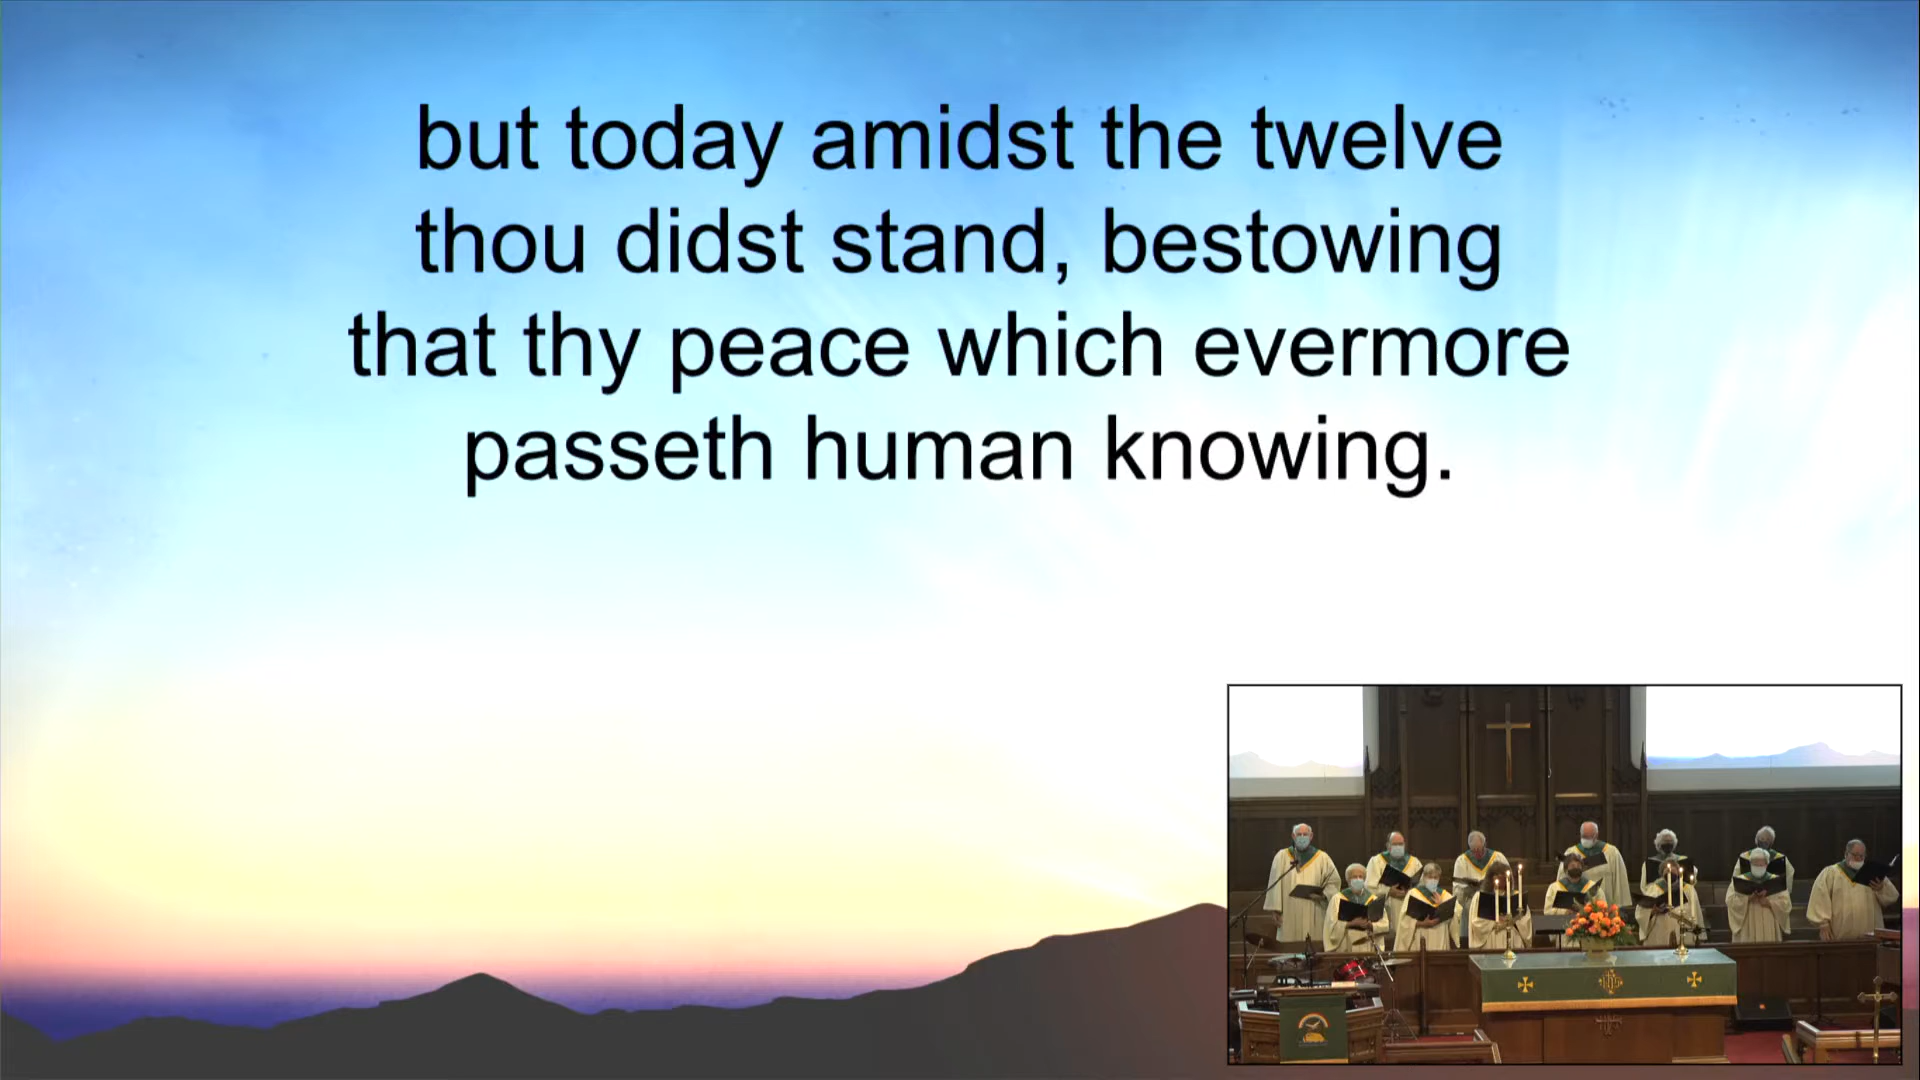 but today amidst the twelve
thou didst stand, bestowing
that thy peace which evermore
passeth human knowing.